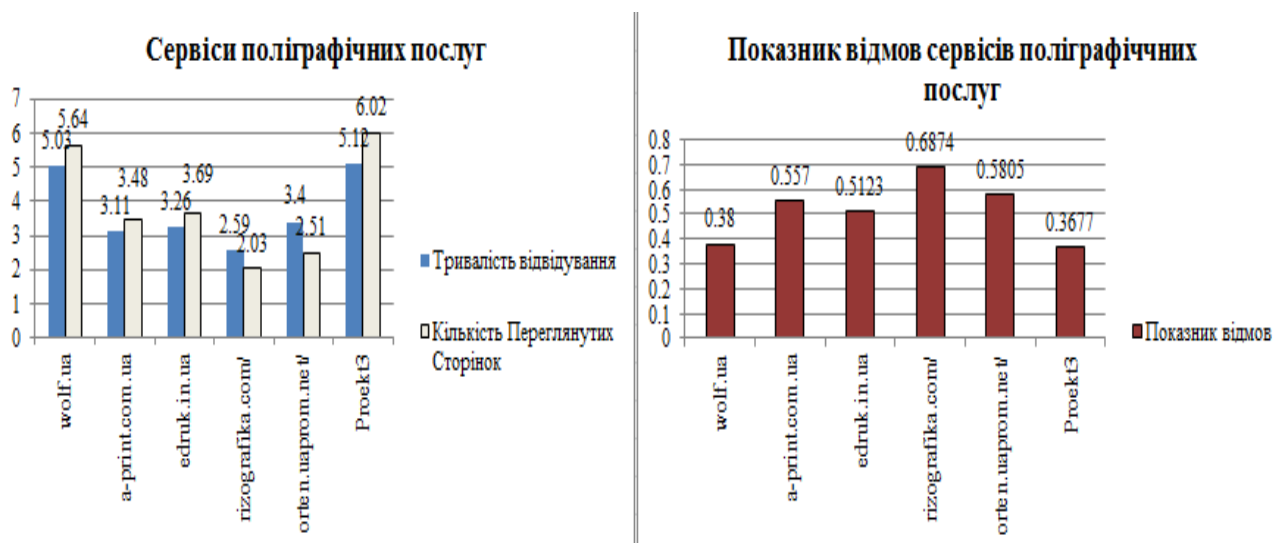 Сервіси поліграфічних послуг
7
6
5
4
3
2
1
0
5.03
5.64
3.11
3.48
3.26
3.69
2.59
2.03
3.4
2.51
5.12
6.02
wolf.ua
a-print.com.ua
edruk.in.ua
rizografika.com/
orten.uaprom.net/
Proekt3
Тривалість відвідування
Кількість Переглянутих
Сторінок
Показник відмов сервісів поліграфіччних
послуг
0.8
0.7
0.6
0.5
0.4
0.3
0.2
0.1
0
0.38
0.557
0.5123
0.6874
0.5805
0.3677
wolf.ua
a-print.com.ua
edruk.in.ua
rizografika.com/
orten.uaprom.net/
Proekt3
Показник відмов